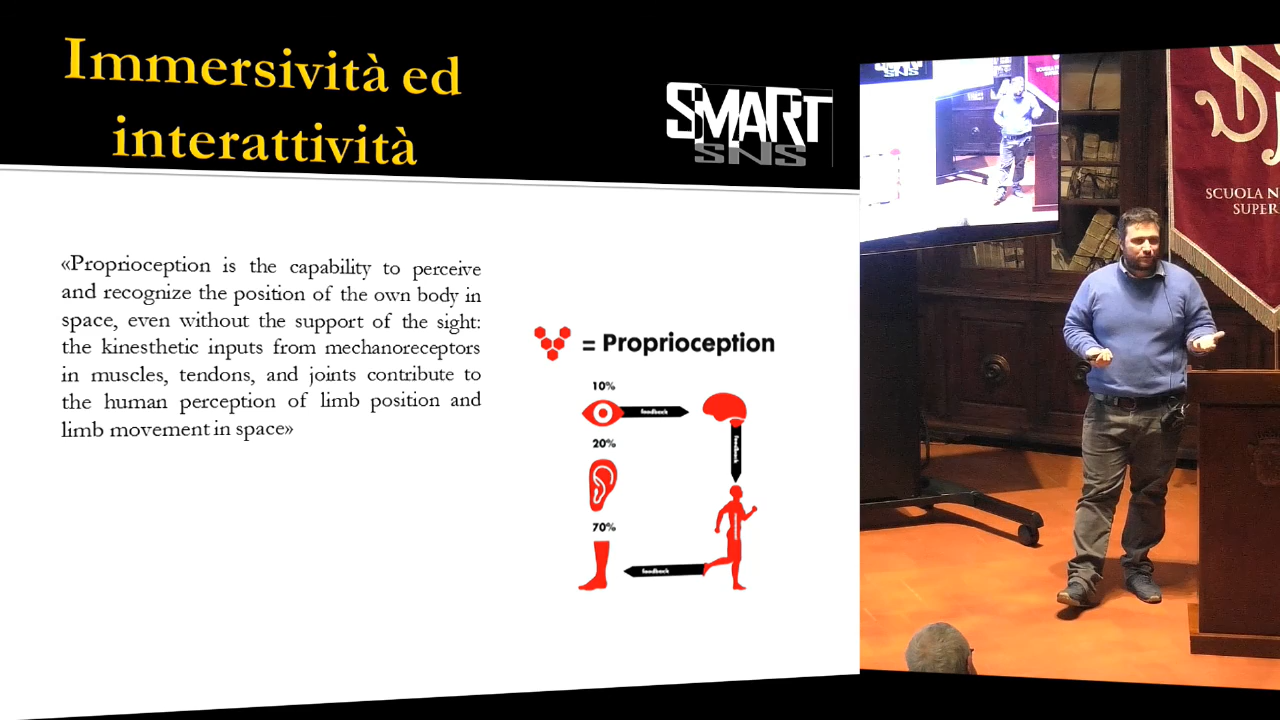 Immersività ed
interattività
SMART
SNS
«Proprioception is the capability to perceive
and recognize the position of the own body in
space, even without the support of the sight:
the kinesthetic inputs from mechanoreceptors
in muscles, tendons, and joints contribute to
the human perception of limb position and
limb movement in space»
= Proprioception
10%
feedback
20%
feedback
70%
feedback
SNS
SCUOLA N
SUPER